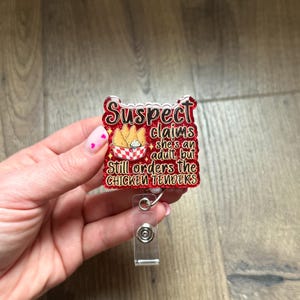 Suspect
claims
she's an
adult, but
Still orders the
CHICKEN TENDERS